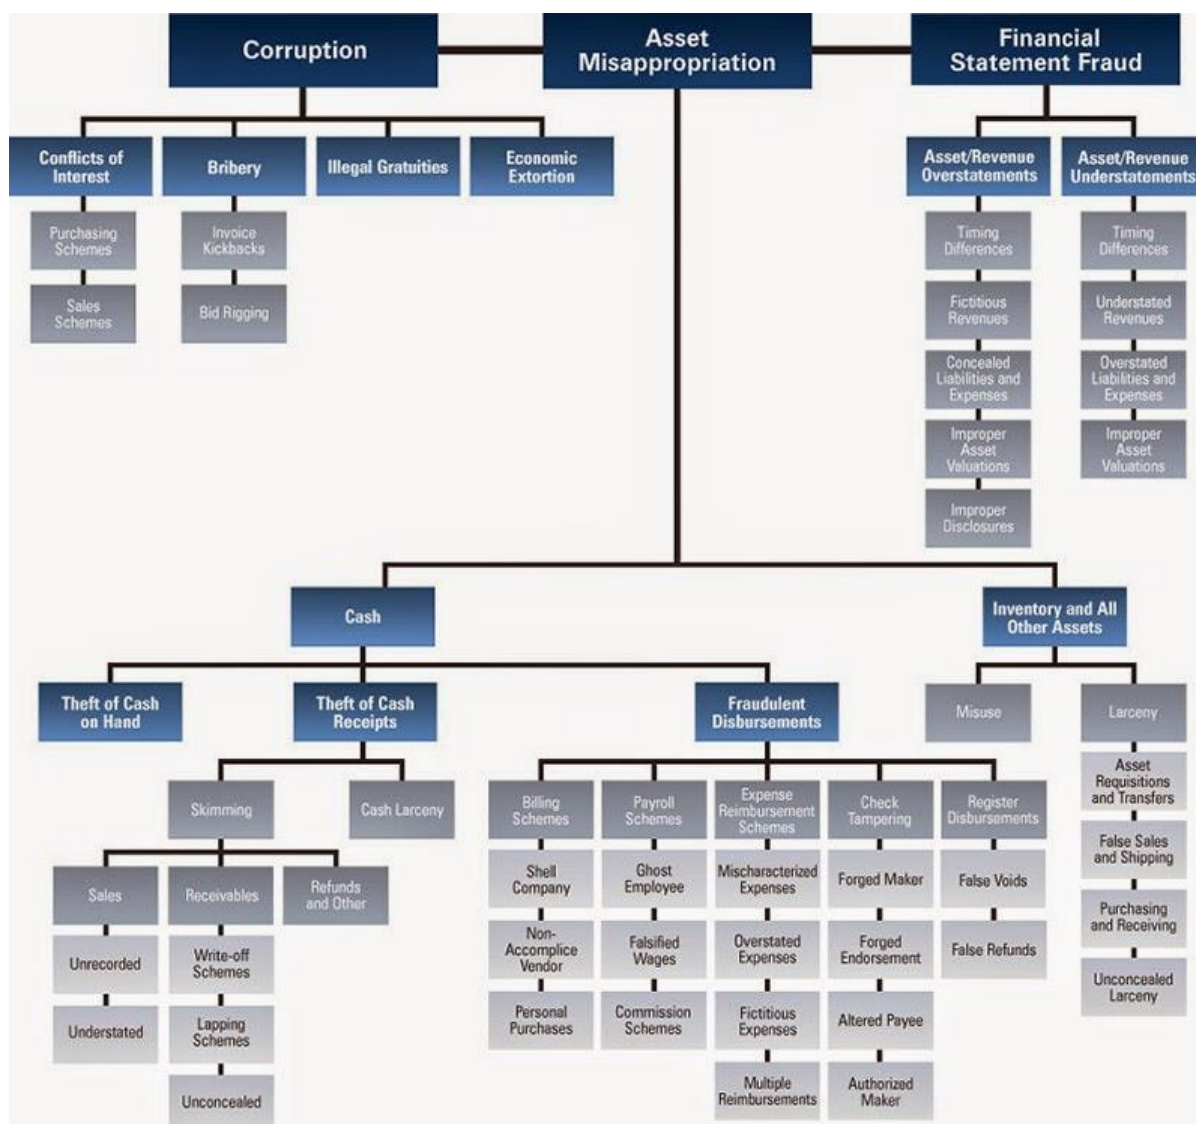 Corruption
Asset
Misappropriation
Financial
Statement Fraud
Conflicts of
Interest
Bribery
Illegal Gratuities
Economic
Extortion
Asset/Revenue
Overstatements
Asset/Revenue
Understatements
Purchasing
Schemes
Sales
Schemes
Invoice
Kickbacks
Bid Rigging
Timing
Differences
Fictitious
Revenues
Concealed
Liabilities and
Expenses
Improper
Asset
Valuations
Improper
Disclosures
Timing
Differences
Understated
Revenues
Overstated
Liabilities and
Expenses
Improper
Asset
Valuations
Cash
Inventory and All
Other Assets
Theft of Cash
on Hand
Theft of Cash
Receipts
Fraudulent
Disbursements
Misuse
Larceny
Asset
Requisitions
and Transfers
False Sales
and Shipping
Purchasing
and Receiving
Unconcealed
Larceny
Skimming
Cash Larceny
Sales
Unrecorded
Understated
Receivables
Write-off
Schemes
Lapping
Schemes
Unconcealed
Refunds
and Other
Billing
Schemes
Shell
Company
Non-
Accomplice
Vendor
Personal
Purchases
Payroll
Schemes
Ghost
Employee
Falsified
Wages
Commission
Schemes
Expense
Reimbursement
Schemes
Mischaracterized
Expenses
Overstated
Expenses
Fictitious
Expenses
Multiple
Reimbursements
Check
Tampering
Forged Maker
Forged
Endorsement
Altered Payee
Authorized
Maker
Register
Disbursements
False Voids
False Refunds